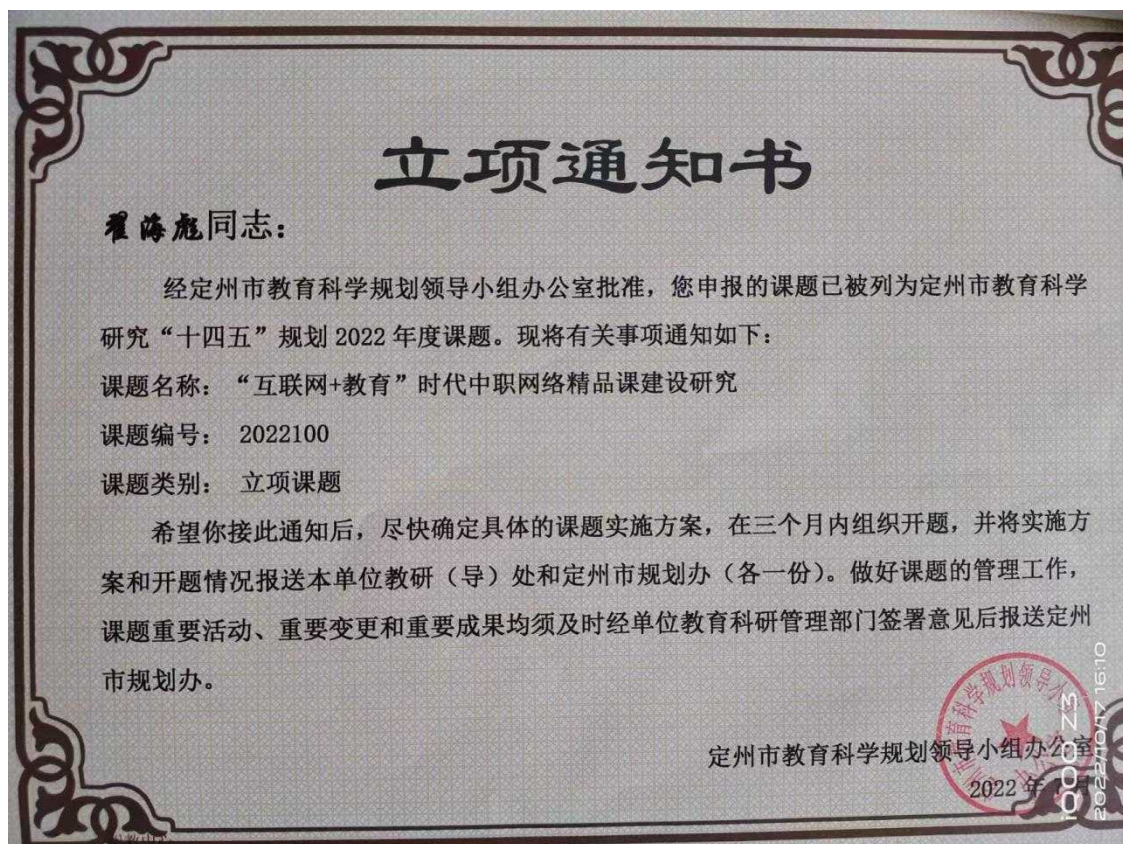 立项通知书
翟海彪同志：
经定州市教育科学规划领导小组办公室批准，您申报的课题已被列为定州市教育科学
研究“十四五”规划 2022 年度课题。现将有关事项通知如下：
课题名称：“互联网+教育”时代中职网络精品课建设研究
课题编号： 2022100
课题类别： 立项课题
希望你接此通知后，尽快确定具体的课题实施方案，在三个月内组织开题，并将实施方
案和开题情况报送本单位教研（导）处和定州市规划办（各一份）。做好课题的管理工作，
课题重要活动、重要变更和重要成果均须及时经单位教育科研管理部门签署意见后报送定州
市规划办。
定州市教育科学规划领导小组办公室
2022 年 7 月
iQOO Z3
2022/10/17 16:10